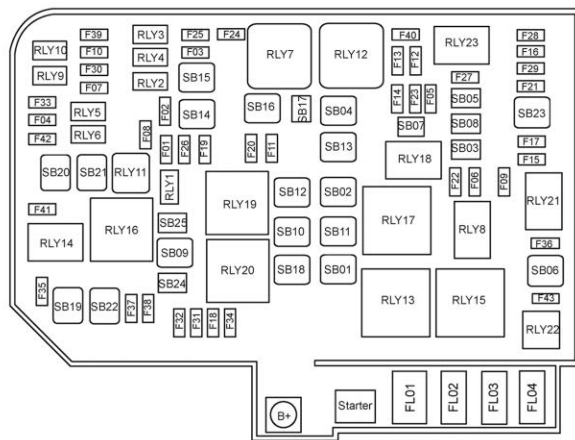 F39 RLY3 F25 F24 F40 F28
RLY10 F10 RLY4 F03 RLY7 RLY12 F13 F12 RLY23 F16
RLY9 F30 RLY2 SB15 F27 F29
F07 F21
F33 RLY5 F02 SB14 SB16 SB17 SB04 F14 F23 F05 SB05 SB23
F04 RLY6 F08 SB07 SB08
F42 F01 F26 F19 F20 F11 SB13 RLY18 SB03 F17
F15
SB20 SB21 RLY11 RLY1 SB12 SB02 F22 F06 F09
F41 RLY16 SB25 RLY19 SB10 SB11 RLY17 RLY8 RLY21
RLY14 SB09 F36
RLY20 SB18 SB01 SB06
F35 SB24 F43
SB19 SB22 F37 F38 F32 F31 F18 F34 RLY13 RLY15 RLY22
B+ Starter FL01 FL02 FL03 FL04